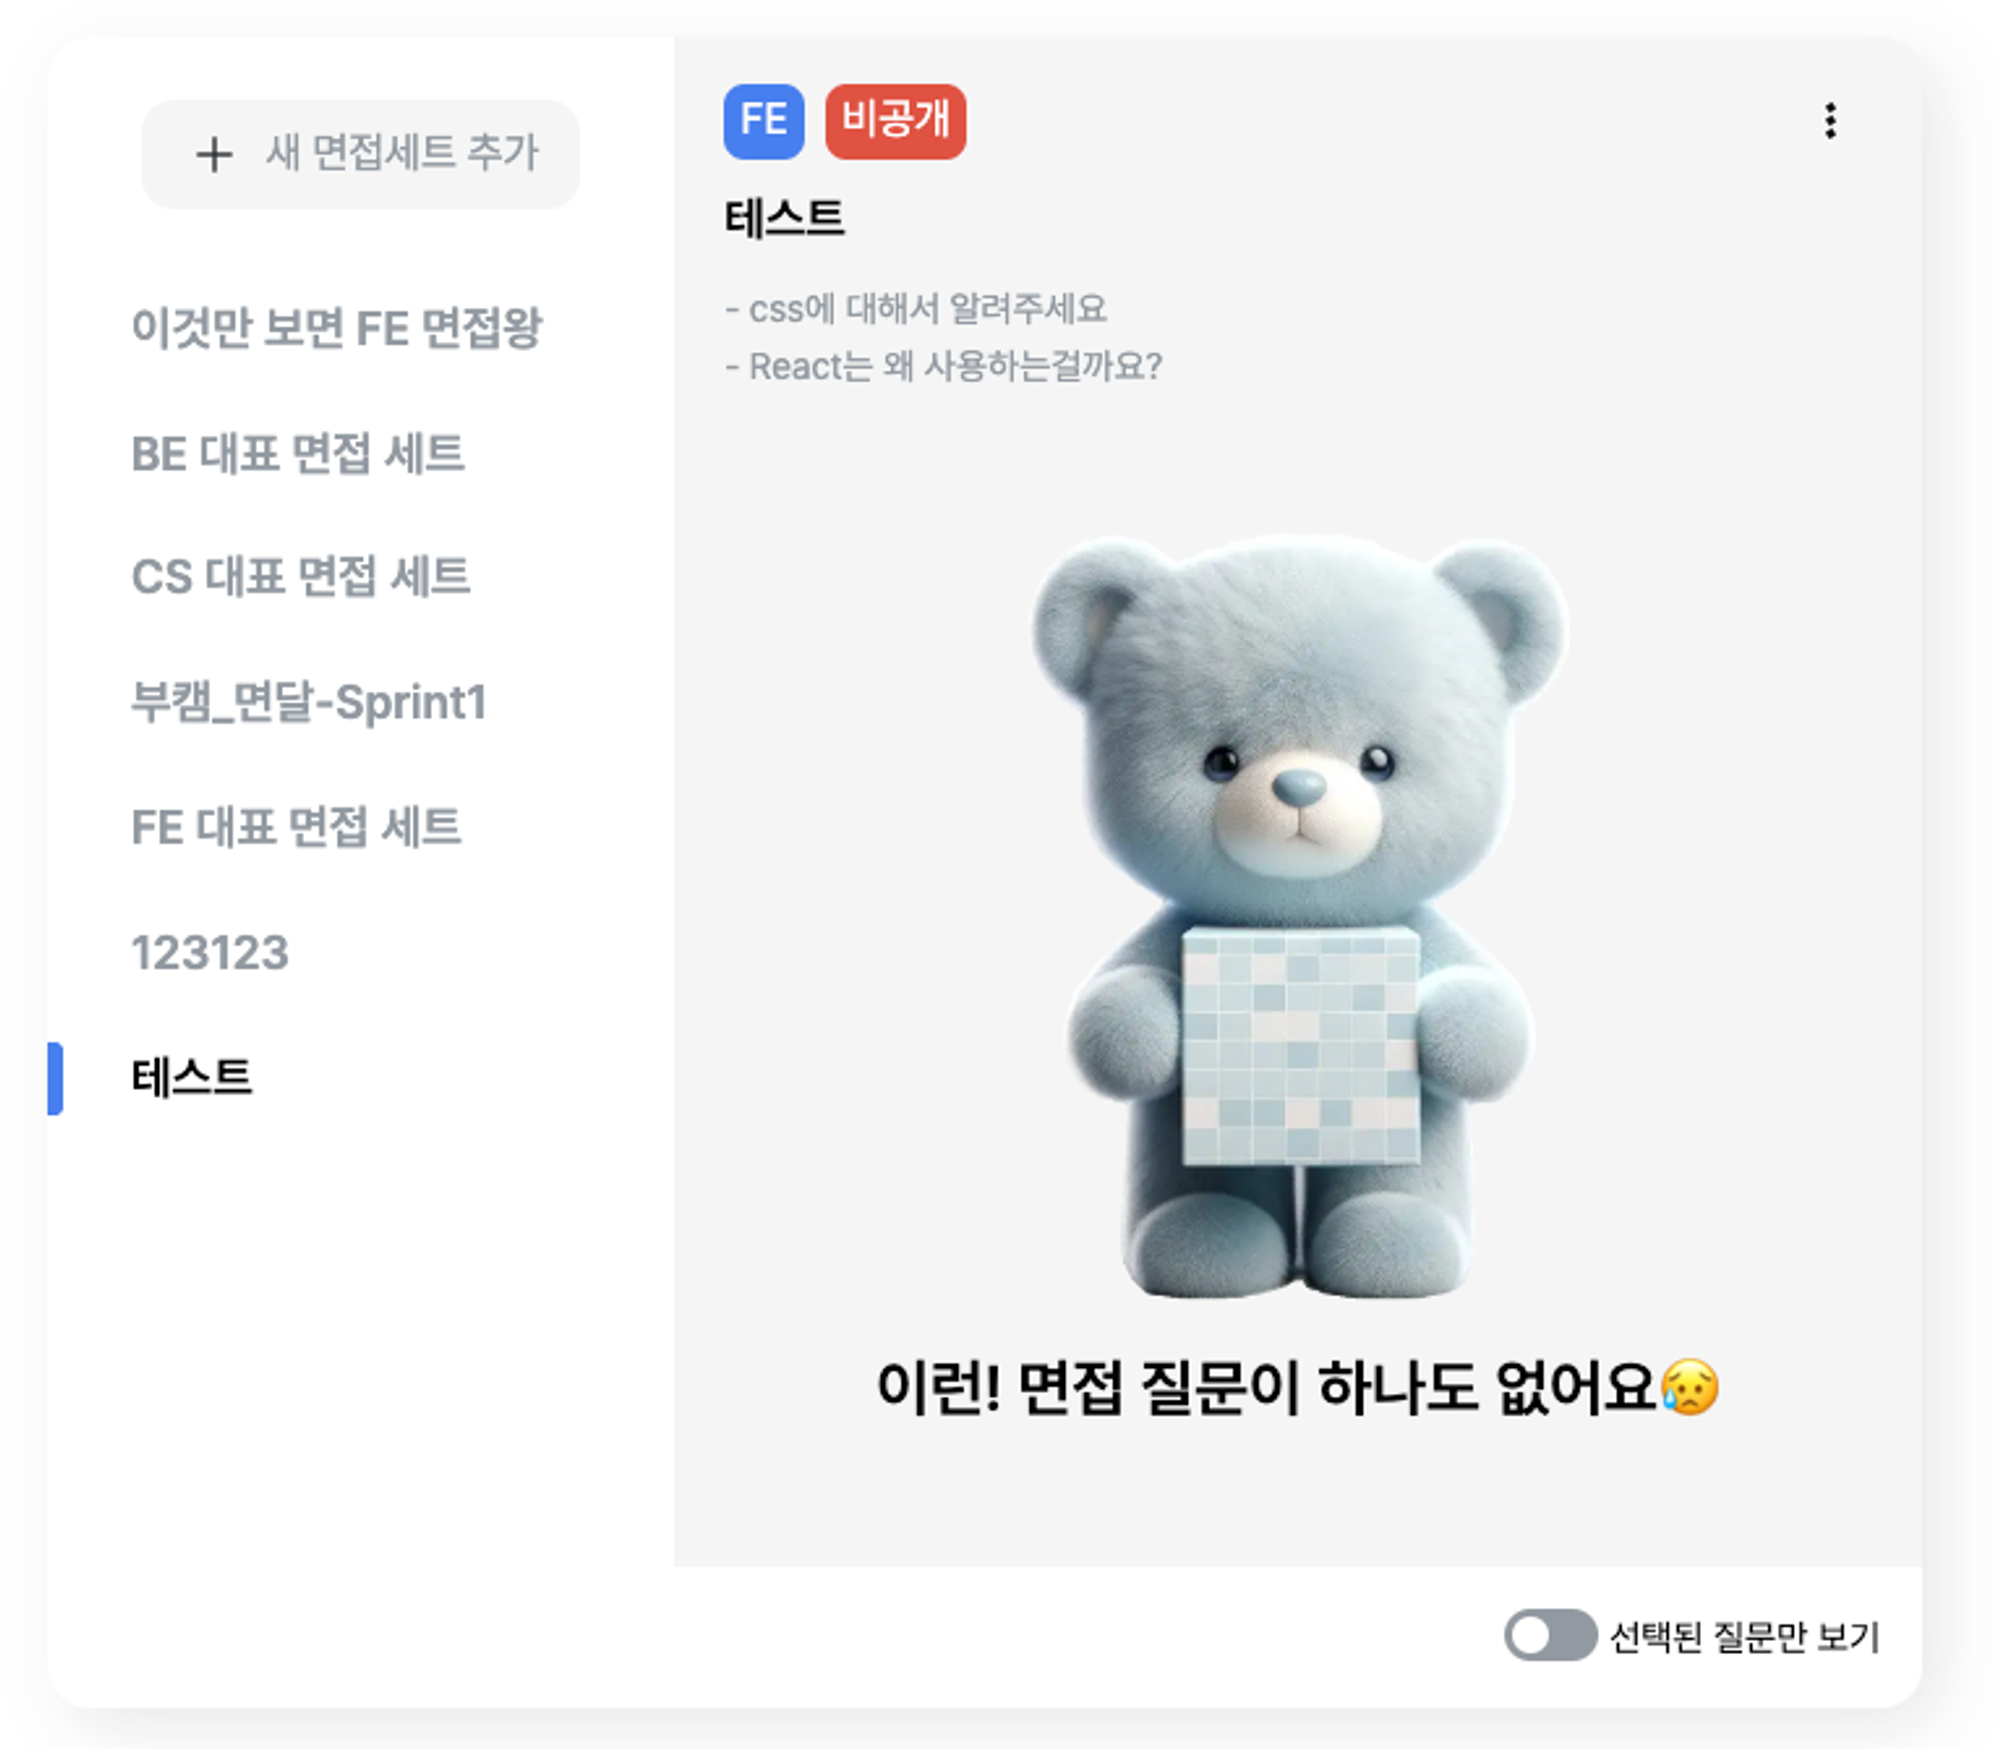 새 면접세트 추가
이것만 보면 FE 면접왕
BE 대표 면접 세트
CS 대표 면접 세트
부캠_면달-Sprint1
FE 대표 면접 세트
123123
테스트
FE 비공개
테스트
- css에 대해서 알려주세요
- React는 왜 사용하는걸까요?
이런! 면접 질문이 하나도 없어요😥
선택된 질문만 보기